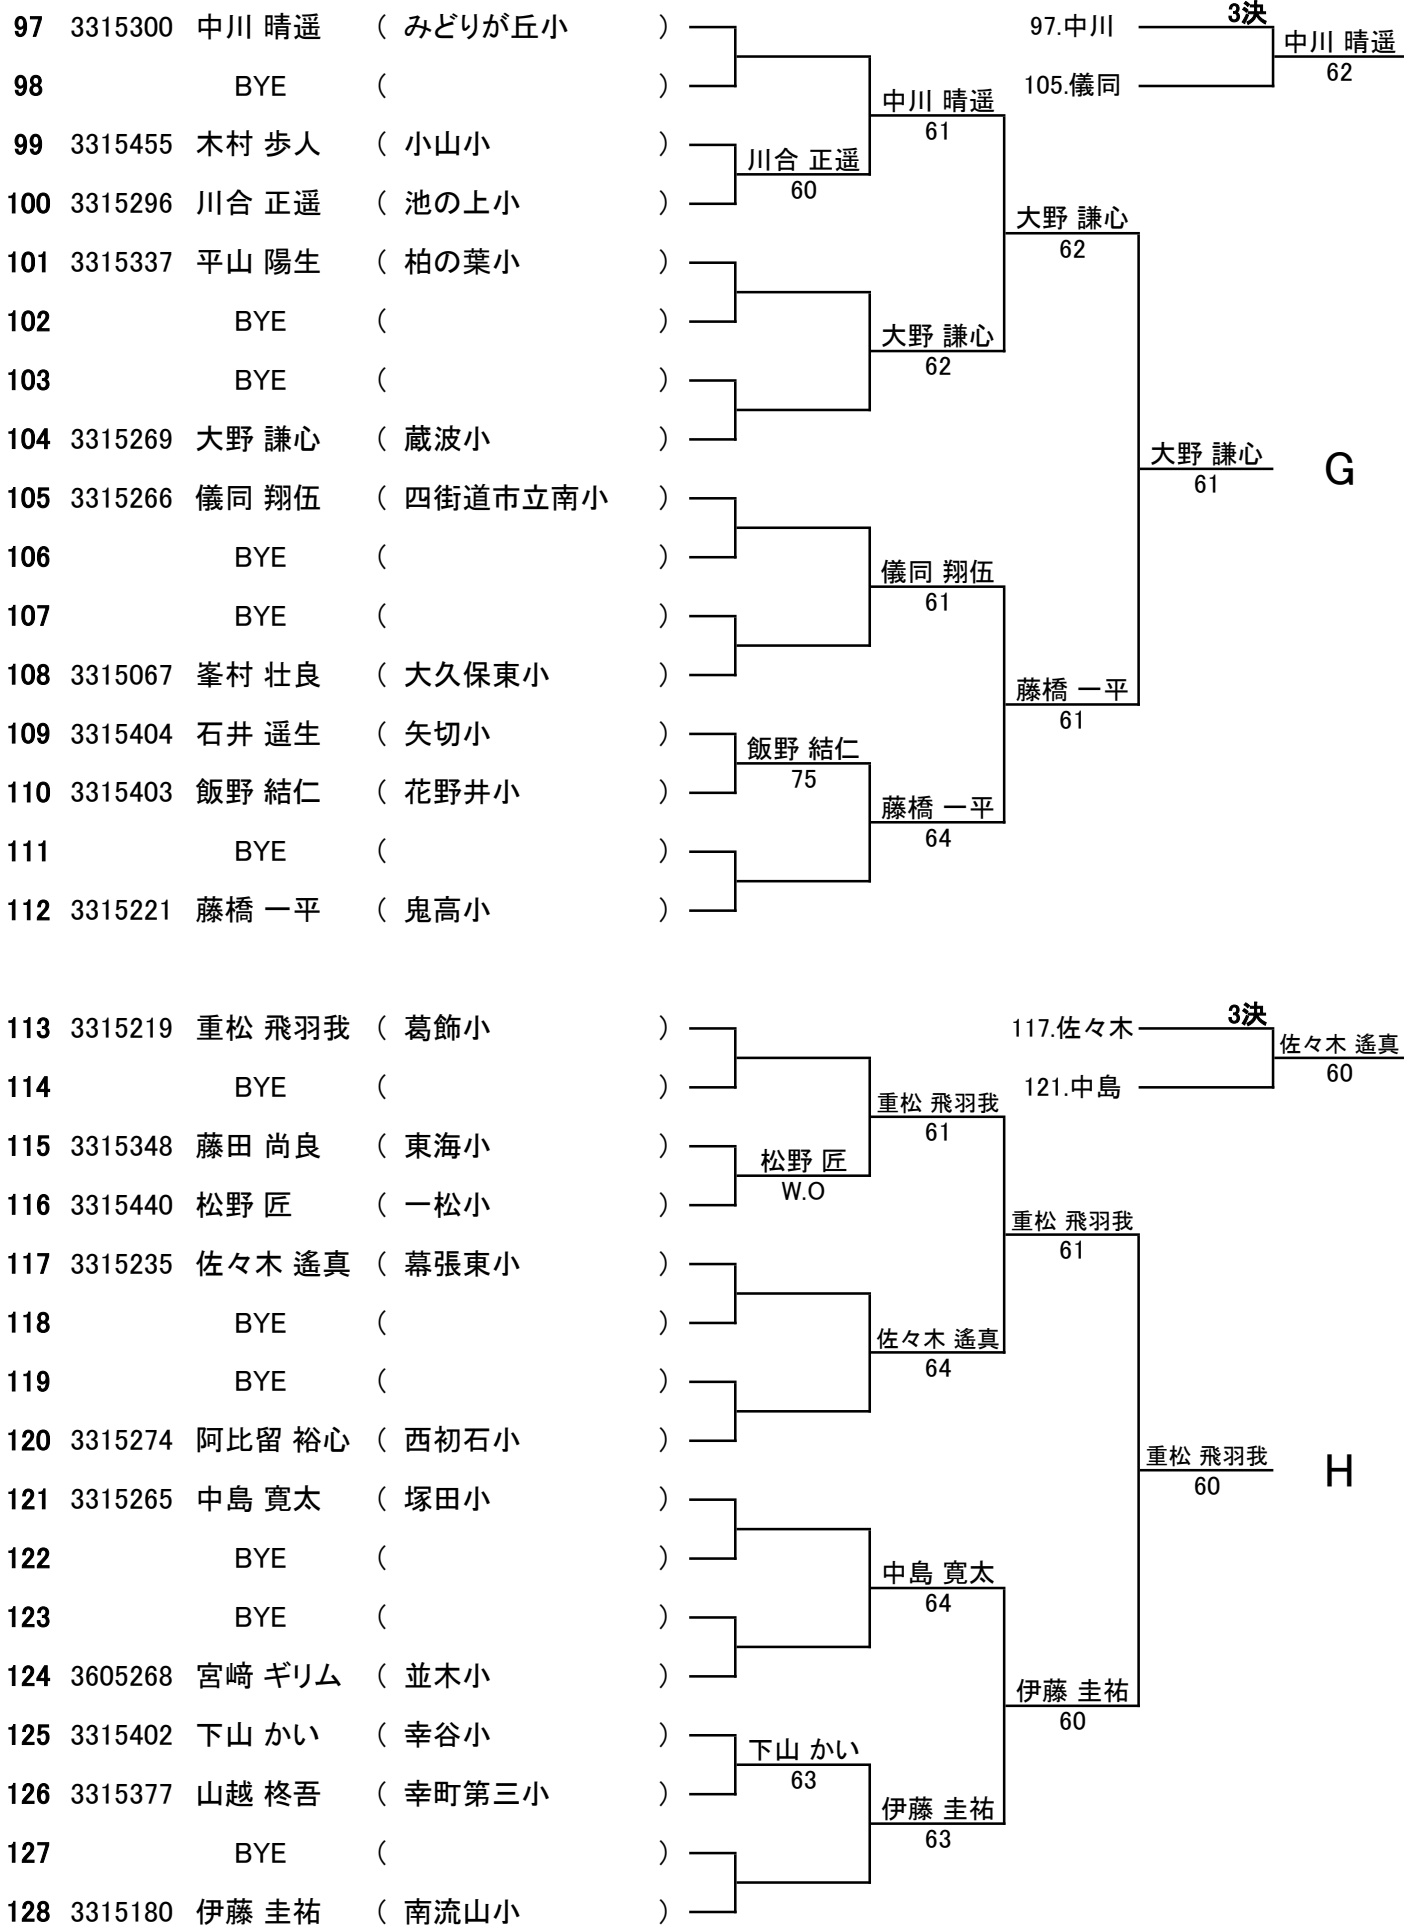 97 3315300 中川 晴遥 ( みどりが丘小 )
98 BYE ( )
99 3315455 木村 歩人 ( 小山小 )
100 3315296 川合 正遥 ( 池の上小 )
101 3315337 平山 陽生 ( 柏の葉小 )
102 BYE ( )
103 BYE ( )
104 3315269 大野 謙心 ( 蔵波小 )
105 3315266 儀同 翔伍 ( 四街道市立南小 )
106 BYE ( )
107 BYE ( )
108 3315067 峯村 壮良 ( 大久保東小 )
109 3315404 石井 遥生 ( 矢切小 )
110 3315403 飯野 結仁 ( 花野井小 )
111 BYE ( )
112 3315221 藤橋 一平 ( 鬼高小 )
川合 正遥
60
飯野 結仁
75
中川 晴遥
61
大野 謙心
62
儀同 翔伍
61
藤橋 一平
64
大野 謙心
62
藤橋 一平
61
大野 謙心
61
G
3決
97.中川
105.儀同
中川 晴遥
62
113 3315219 重松 飛羽我 ( 葛飾小 )
114 BYE ( )
115 3315348 藤田 尚良 ( 東海小 )
116 3315440 松野 匠 ( 一松小 )
117 3315235 佐々木 遙真 ( 幕張東小 )
118 BYE ( )
119 BYE ( )
120 3315274 阿比留 裕心 ( 西初石小 )
121 3315265 中島 寛太 ( 塚田小 )
122 BYE ( )
123 BYE ( )
124 3605268 宮﨑 ギリム ( 並木小 )
125 3315402 下山 かい ( 幸谷小 )
126 3315377 山越 柊吾 ( 幸町第三小 )
127 BYE ( )
128 3315180 伊藤 圭祐 ( 南流山小 )
松野 匠
W.O
下山 かい
63
重松 飛羽我
61
佐々木 遙真
64
中島 寛太
64
伊藤 圭祐
63
重松 飛羽我
61
伊藤 圭祐
60
重松 飛羽我
60
H
3決
117.佐々木
121.中島
佐々木 遙真
60